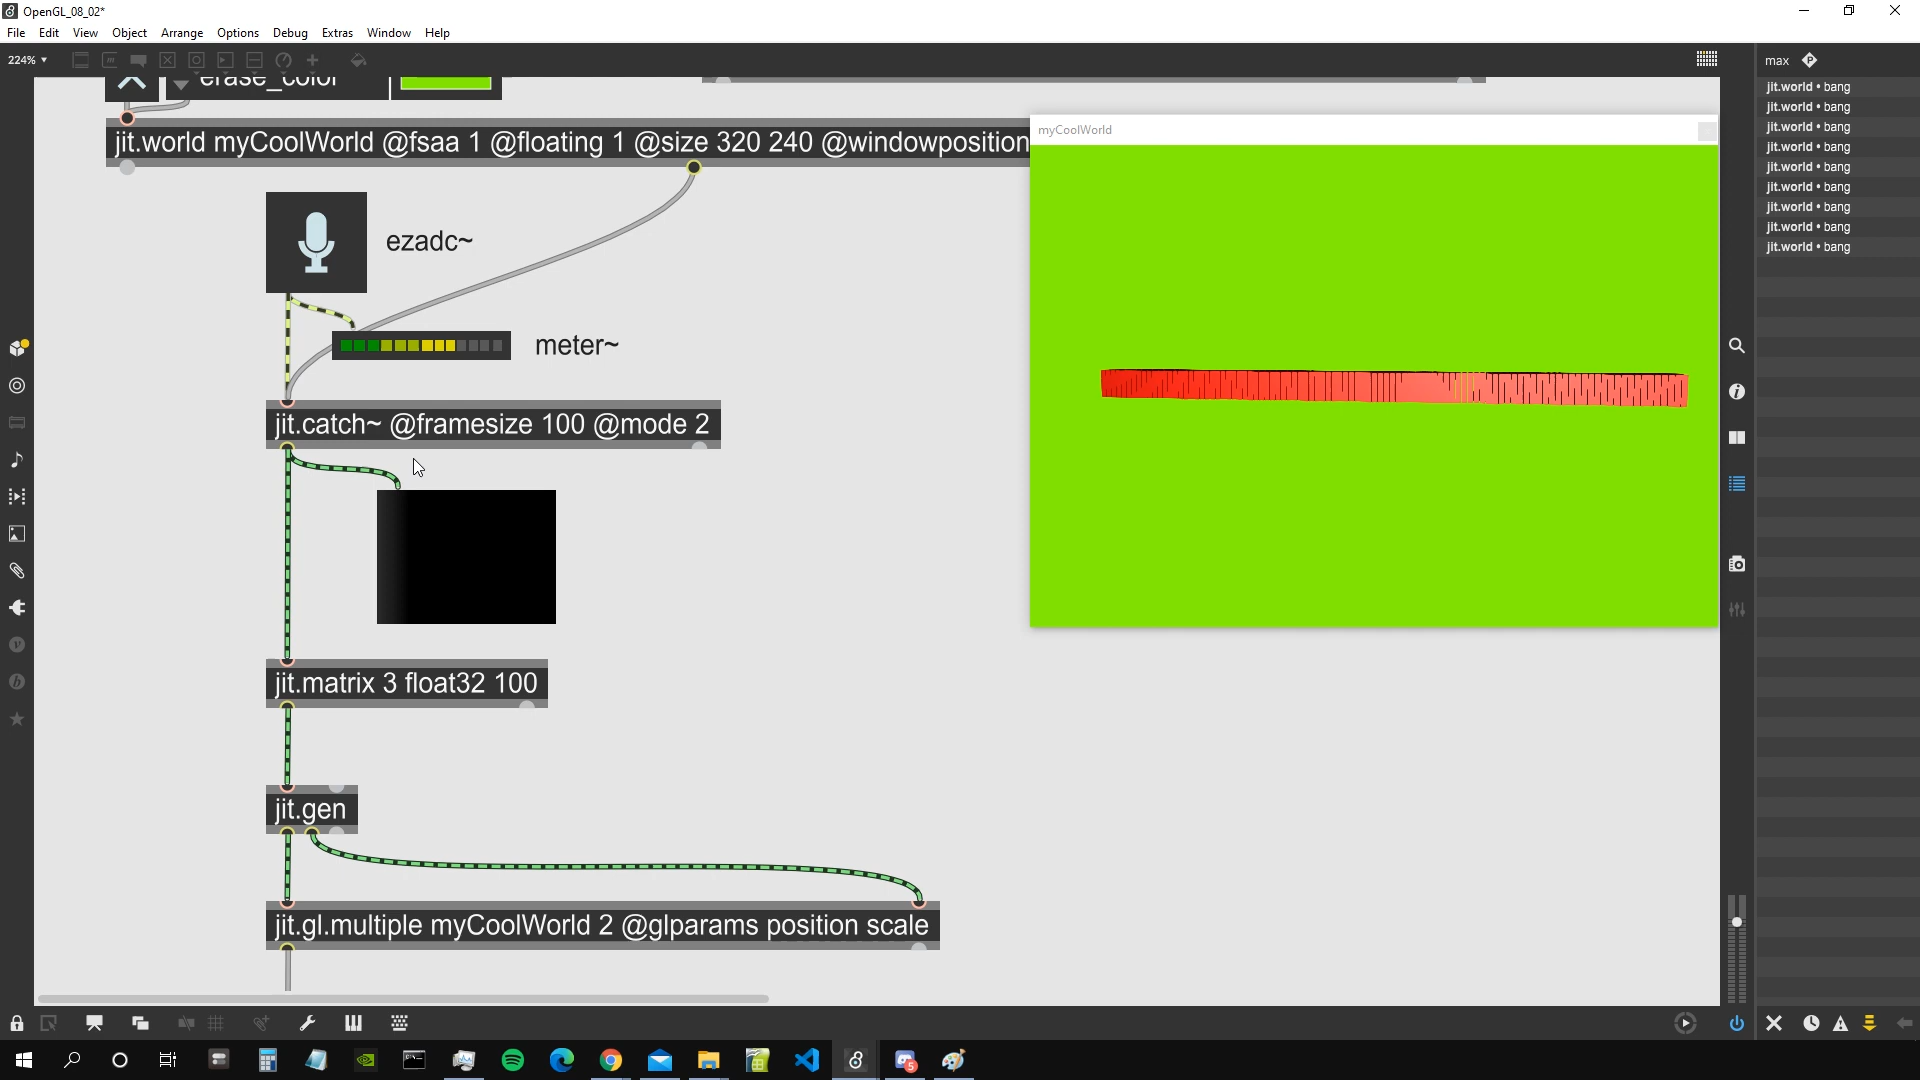 OpenGL_08_02*
File Edit View Object Arrange Options Debug Extras Window Help
224%
max
erase_color
jit.world myCoolWorld @fsaa 1 @floating 1 @size 320 240 @windowposition
myCoolWorld
ezadc~
meter~
jit.catch~ @framesize 100 @mode 2
jit.matrix 3 float32 100
jit.gen
jit.gl.multiple myCoolWorld 2 @glparams position scale
jit.world • bang
jit.world • bang
jit.world • bang
jit.world • bang
jit.world • bang
jit.world • bang
jit.world • bang
jit.world • bang
jit.world • bang